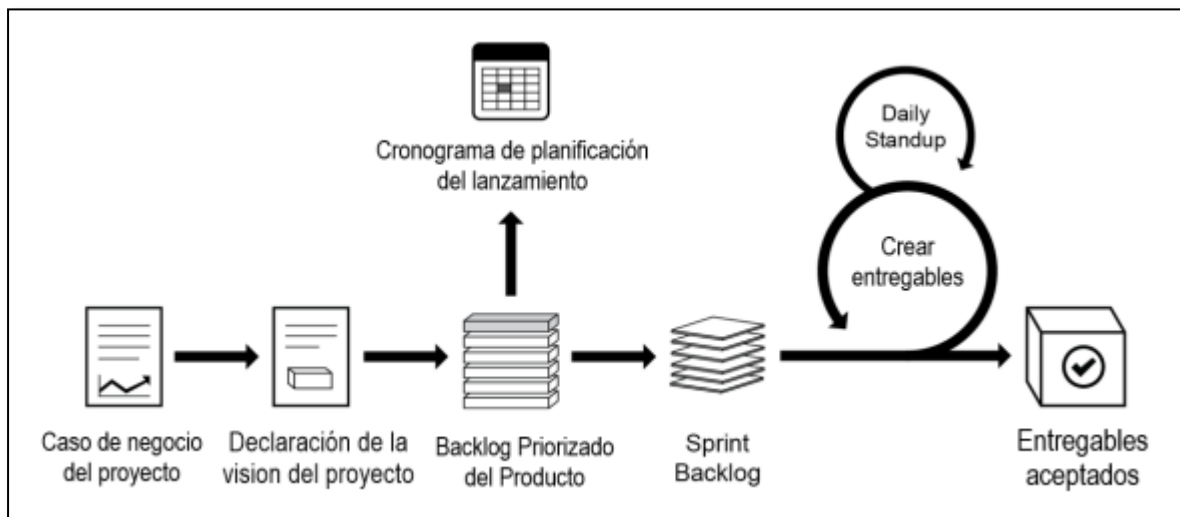 Cronograma de planificación
del lanzamiento
Daily
Standup
Crear
entregables
Caso de negocio
del proyecto
Declaración de la
vision del proyecto
Backlog Priorizado
del Producto
Sprint
Backlog
Entregables
aceptados